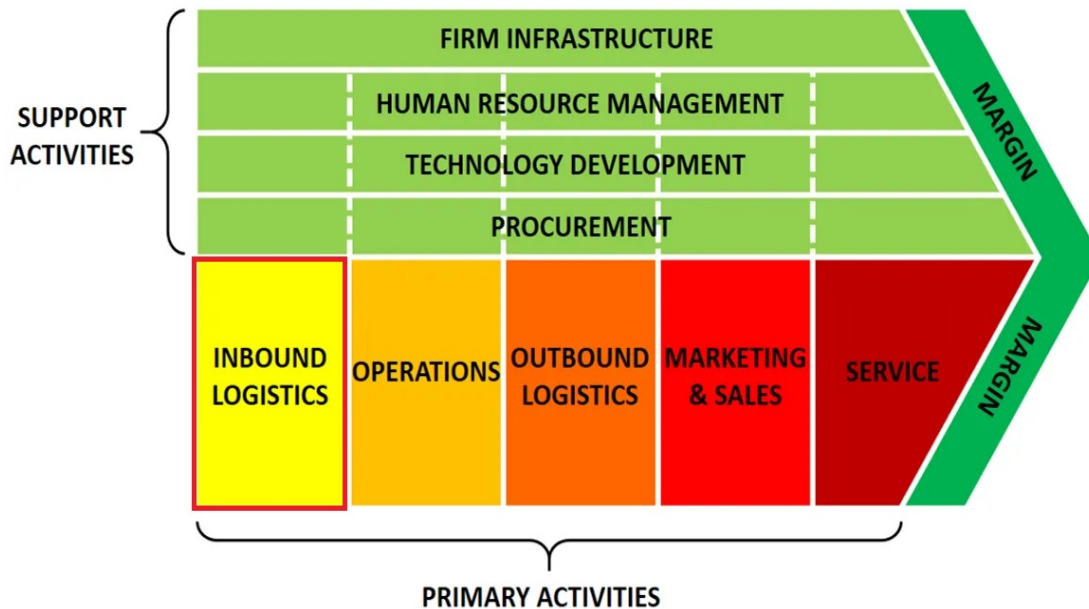 FIRM INFRASTRUCTURE
HUMAN RESOURCE MANAGEMENT
SUPPORT
ACTIVITIES
TECHNOLOGY DEVELOPMENT
PROCUREMENT
MARGIN
INBOUND
LOGISTICS
OPERATIONS
OUTBOUND
LOGISTICS
MARKETING
& SALES
SERVICE
MARGIN
PRIMARY ACTIVITIES